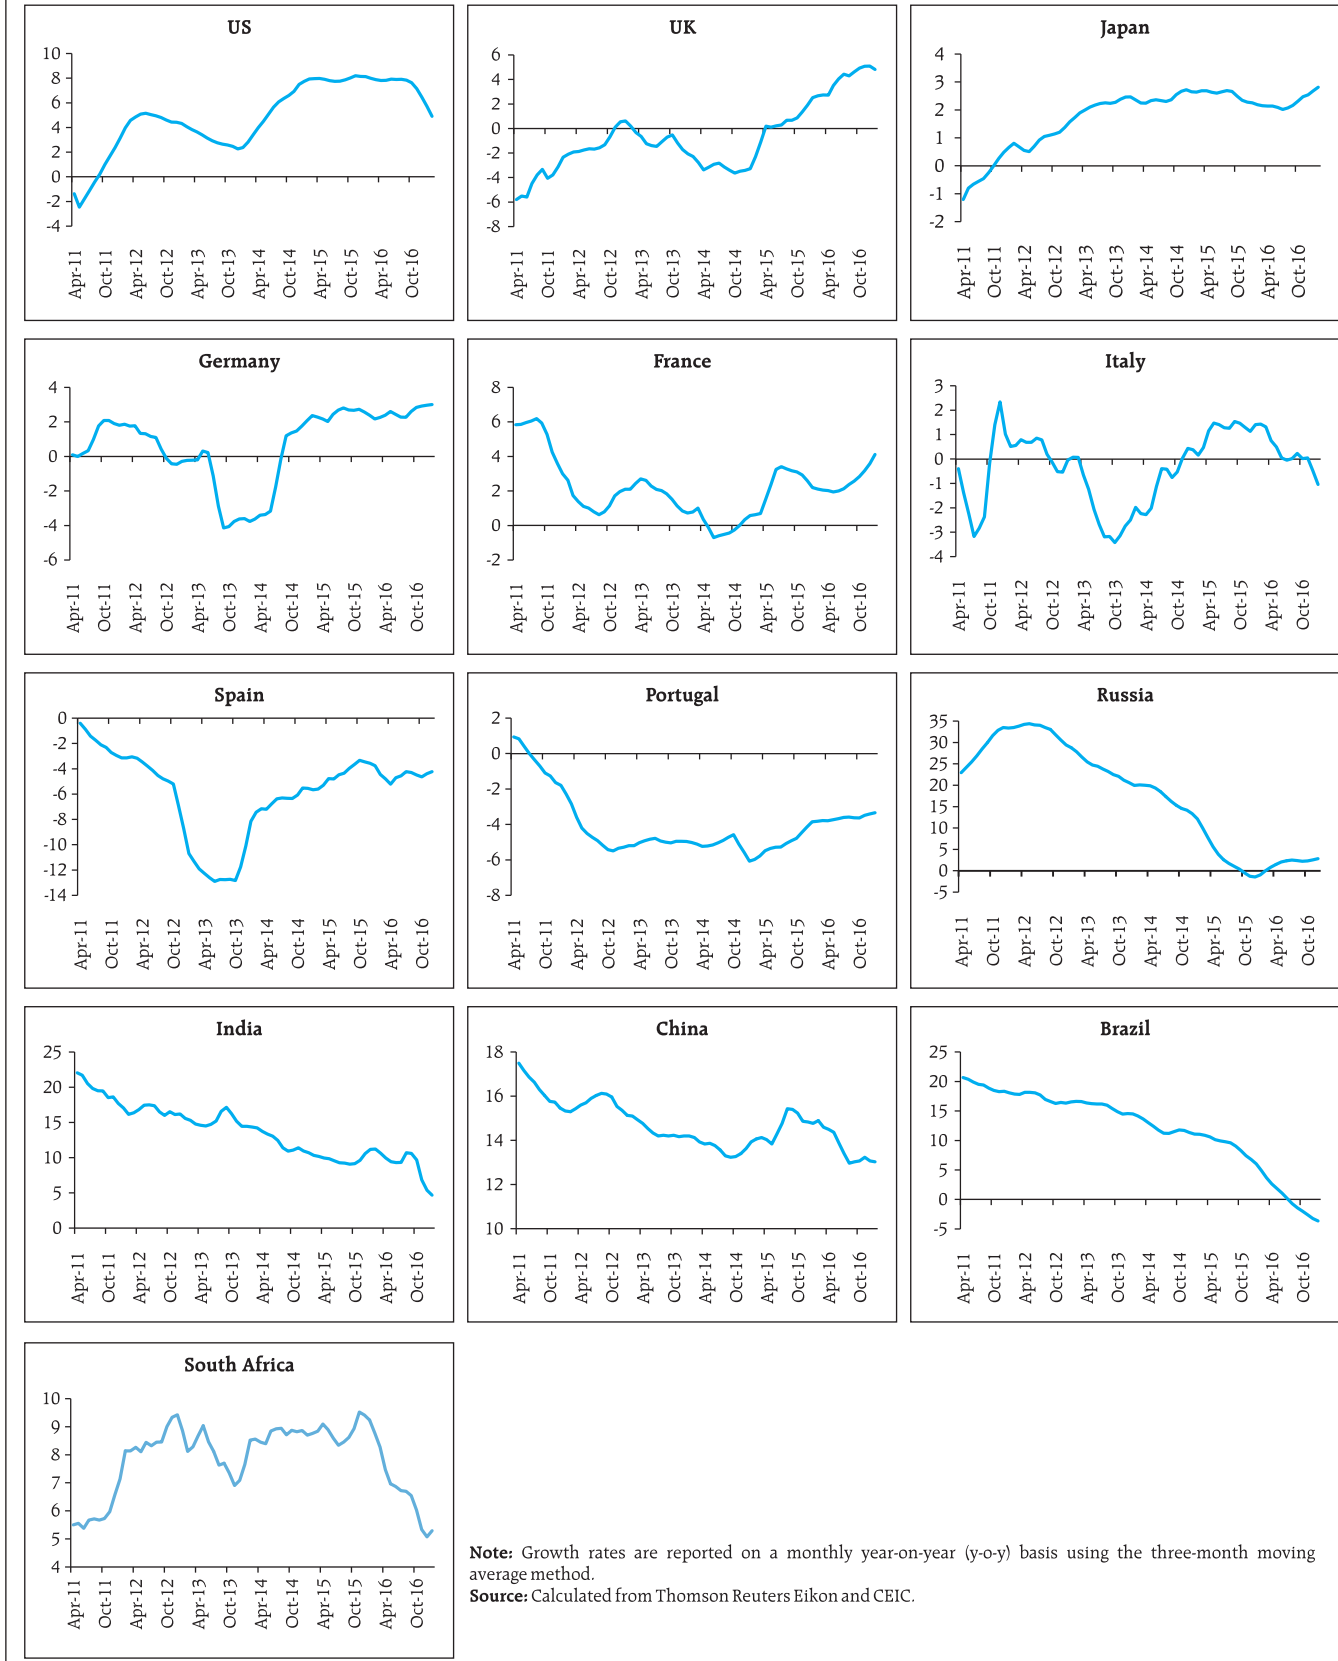 US
10
8
6
4
2
0
-2
-4
Apr-11
Oct-11
Apr-12
Oct-12
Apr-13
Oct-13
Apr-14
Oct-14
Apr-15
Oct-15
Apr-16
Oct-16
UK
6
4
2
0
-2
-4
-6
-8
Apr-11
Oct-11
Apr-12
Oct-12
Apr-13
Oct-13
Apr-14
Oct-14
Apr-15
Oct-15
Apr-16
Oct-16
Japan
4
3
2
1
0
-1
-2
Apr-11
Oct-11
Apr-12
Oct-12
Apr-13
Oct-13
Apr-14
Oct-14
Apr-15
Oct-15
Apr-16
Oct-16
Germany
4
2
0
-2
-4
-6
Apr-11
Oct-11
Apr-12
Oct-12
Apr-13
Oct-13
Apr-14
Oct-14
Apr-15
Oct-15
Apr-16
Oct-16
France
8
6
4
2
0
-2
Apr-11
Oct-11
Apr-12
Oct-12
Apr-13
Oct-13
Apr-14
Oct-14
Apr-15
Oct-15
Apr-16
Oct-16
Italy
3
2
1
0
-1
-2
-3
-4
Apr-11
Oct-11
Apr-12
Oct-12
Apr-13
Oct-13
Apr-14
Oct-14
Apr-15
Oct-15
Apr-16
Oct-16
Spain
0
-2
-4
-6
-8
-10
-12
-14
Apr-11
Oct-11
Apr-12
Oct-12
Apr-13
Oct-13
Apr-14
Oct-14
Apr-15
Oct-15
Apr-16
Oct-16
Portugal
2
0
-2
-4
-6
-8
Apr-11
Oct-11
Apr-12
Oct-12
Apr-13
Oct-13
Apr-14
Oct-14
Apr-15
Oct-15
Apr-16
Oct-16
Russia
35
30
25
20
15
10
5
0
-5
Apr-11
Oct-11
Apr-12
Oct-12
Apr-13
Oct-13
Apr-14
Oct-14
Apr-15
Oct-15
Apr-16
Oct-16
India
25
20
15
10
5
0
Apr-11
Oct-11
Apr-12
Oct-12
Apr-13
Oct-13
Apr-14
Oct-14
Apr-15
Oct-15
Apr-16
Oct-16
China
18
16
14
12
10
Apr-11
Oct-11
Apr-12
Oct-12
Apr-13
Oct-13
Apr-14
Oct-14
Apr-15
Oct-15
Apr-16
Oct-16
Brazil
25
20
15
10
5
0
-5
Apr-11
Oct-11
Apr-12
Oct-12
Apr-13
Oct-13
Apr-14
Oct-14
Apr-15
Oct-15
Apr-16
Oct-16
South Africa
10
9
8
7
6
5
4
Apr-11
Oct-11
Apr-12
Oct-12
Apr-13
Oct-13
Apr-14
Oct-14
Apr-15
Oct-15
Apr-16
Oct-16
Note: Growth rates are reported on a monthly year-on-year (y-o-y) basis using the three-month moving
average method.
Source: Calculated from Thomson Reuters Eikon and CEIC.